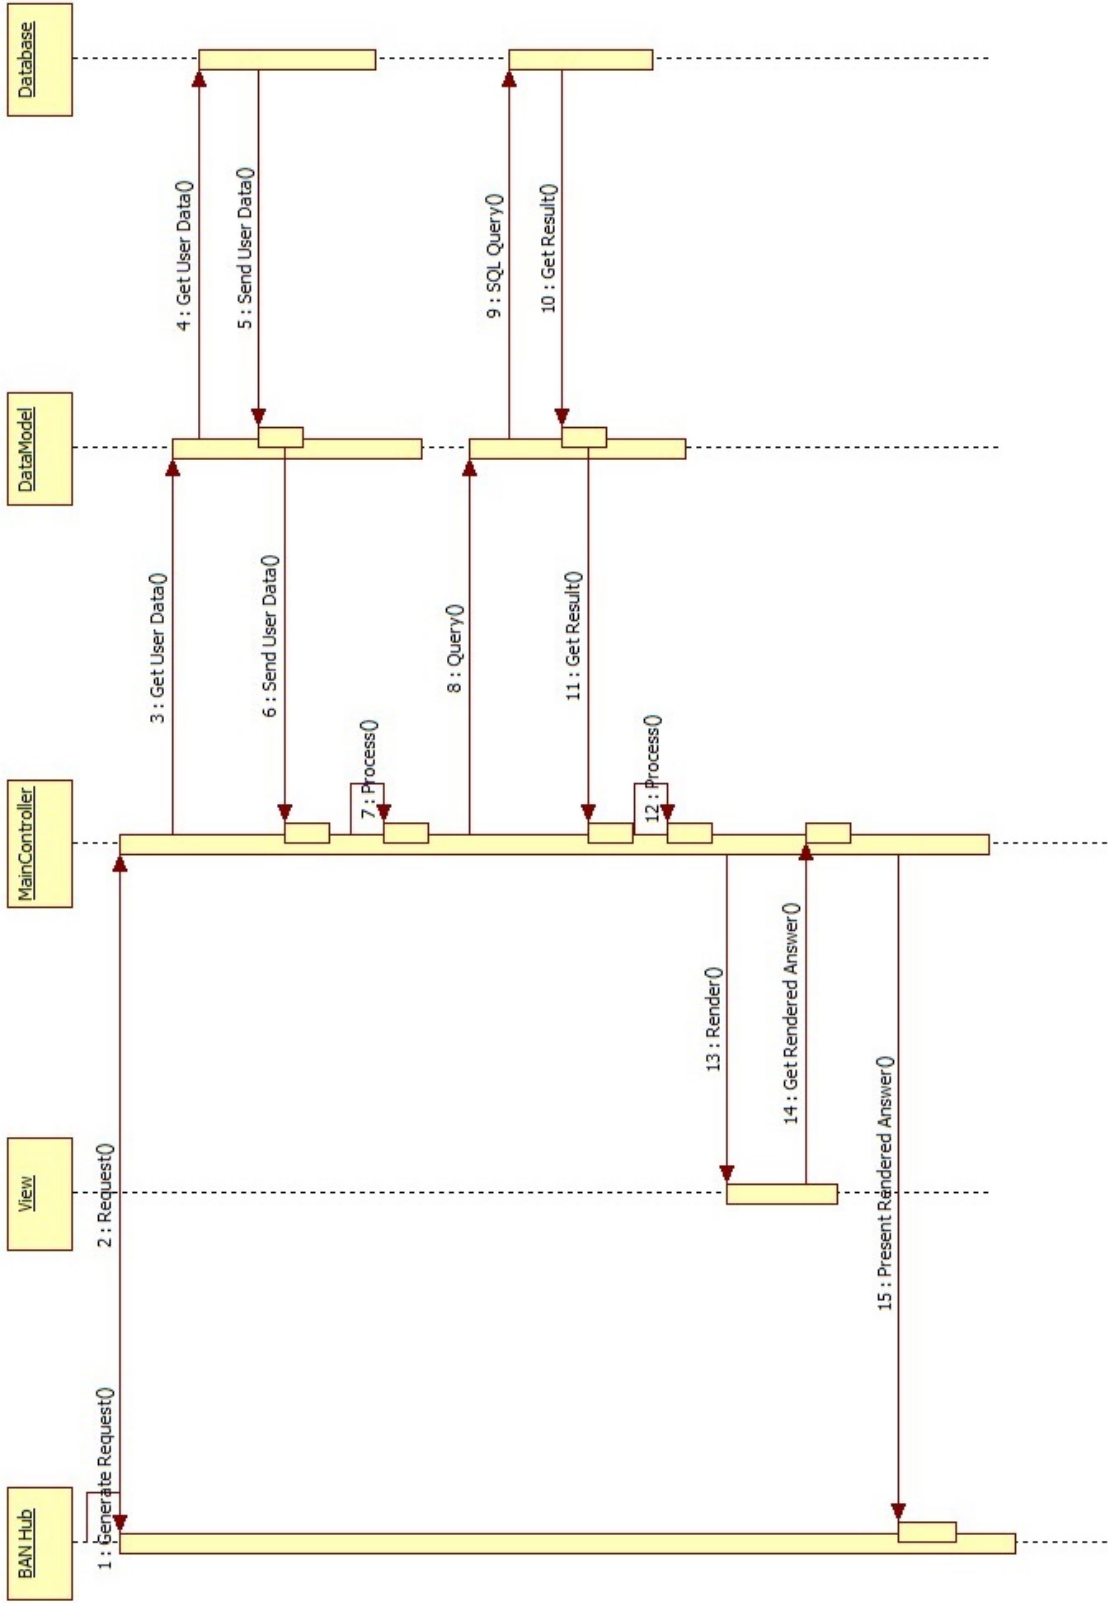 BAN Hub
View
MainController
DataModel
Database
1 : Generate Request()
2 : Request()
3 : Get User Data()
4 : Get User Data()
5 : Send User Data()
6 : Send User Data()
7 : Process()
8 : Query()
9 : SQL Query()
10 : Get Result()
11 : Get Result()
12 : Process()
13 : Render()
14 : Get Rendered Answer()
15 : Present Rendered Answer()